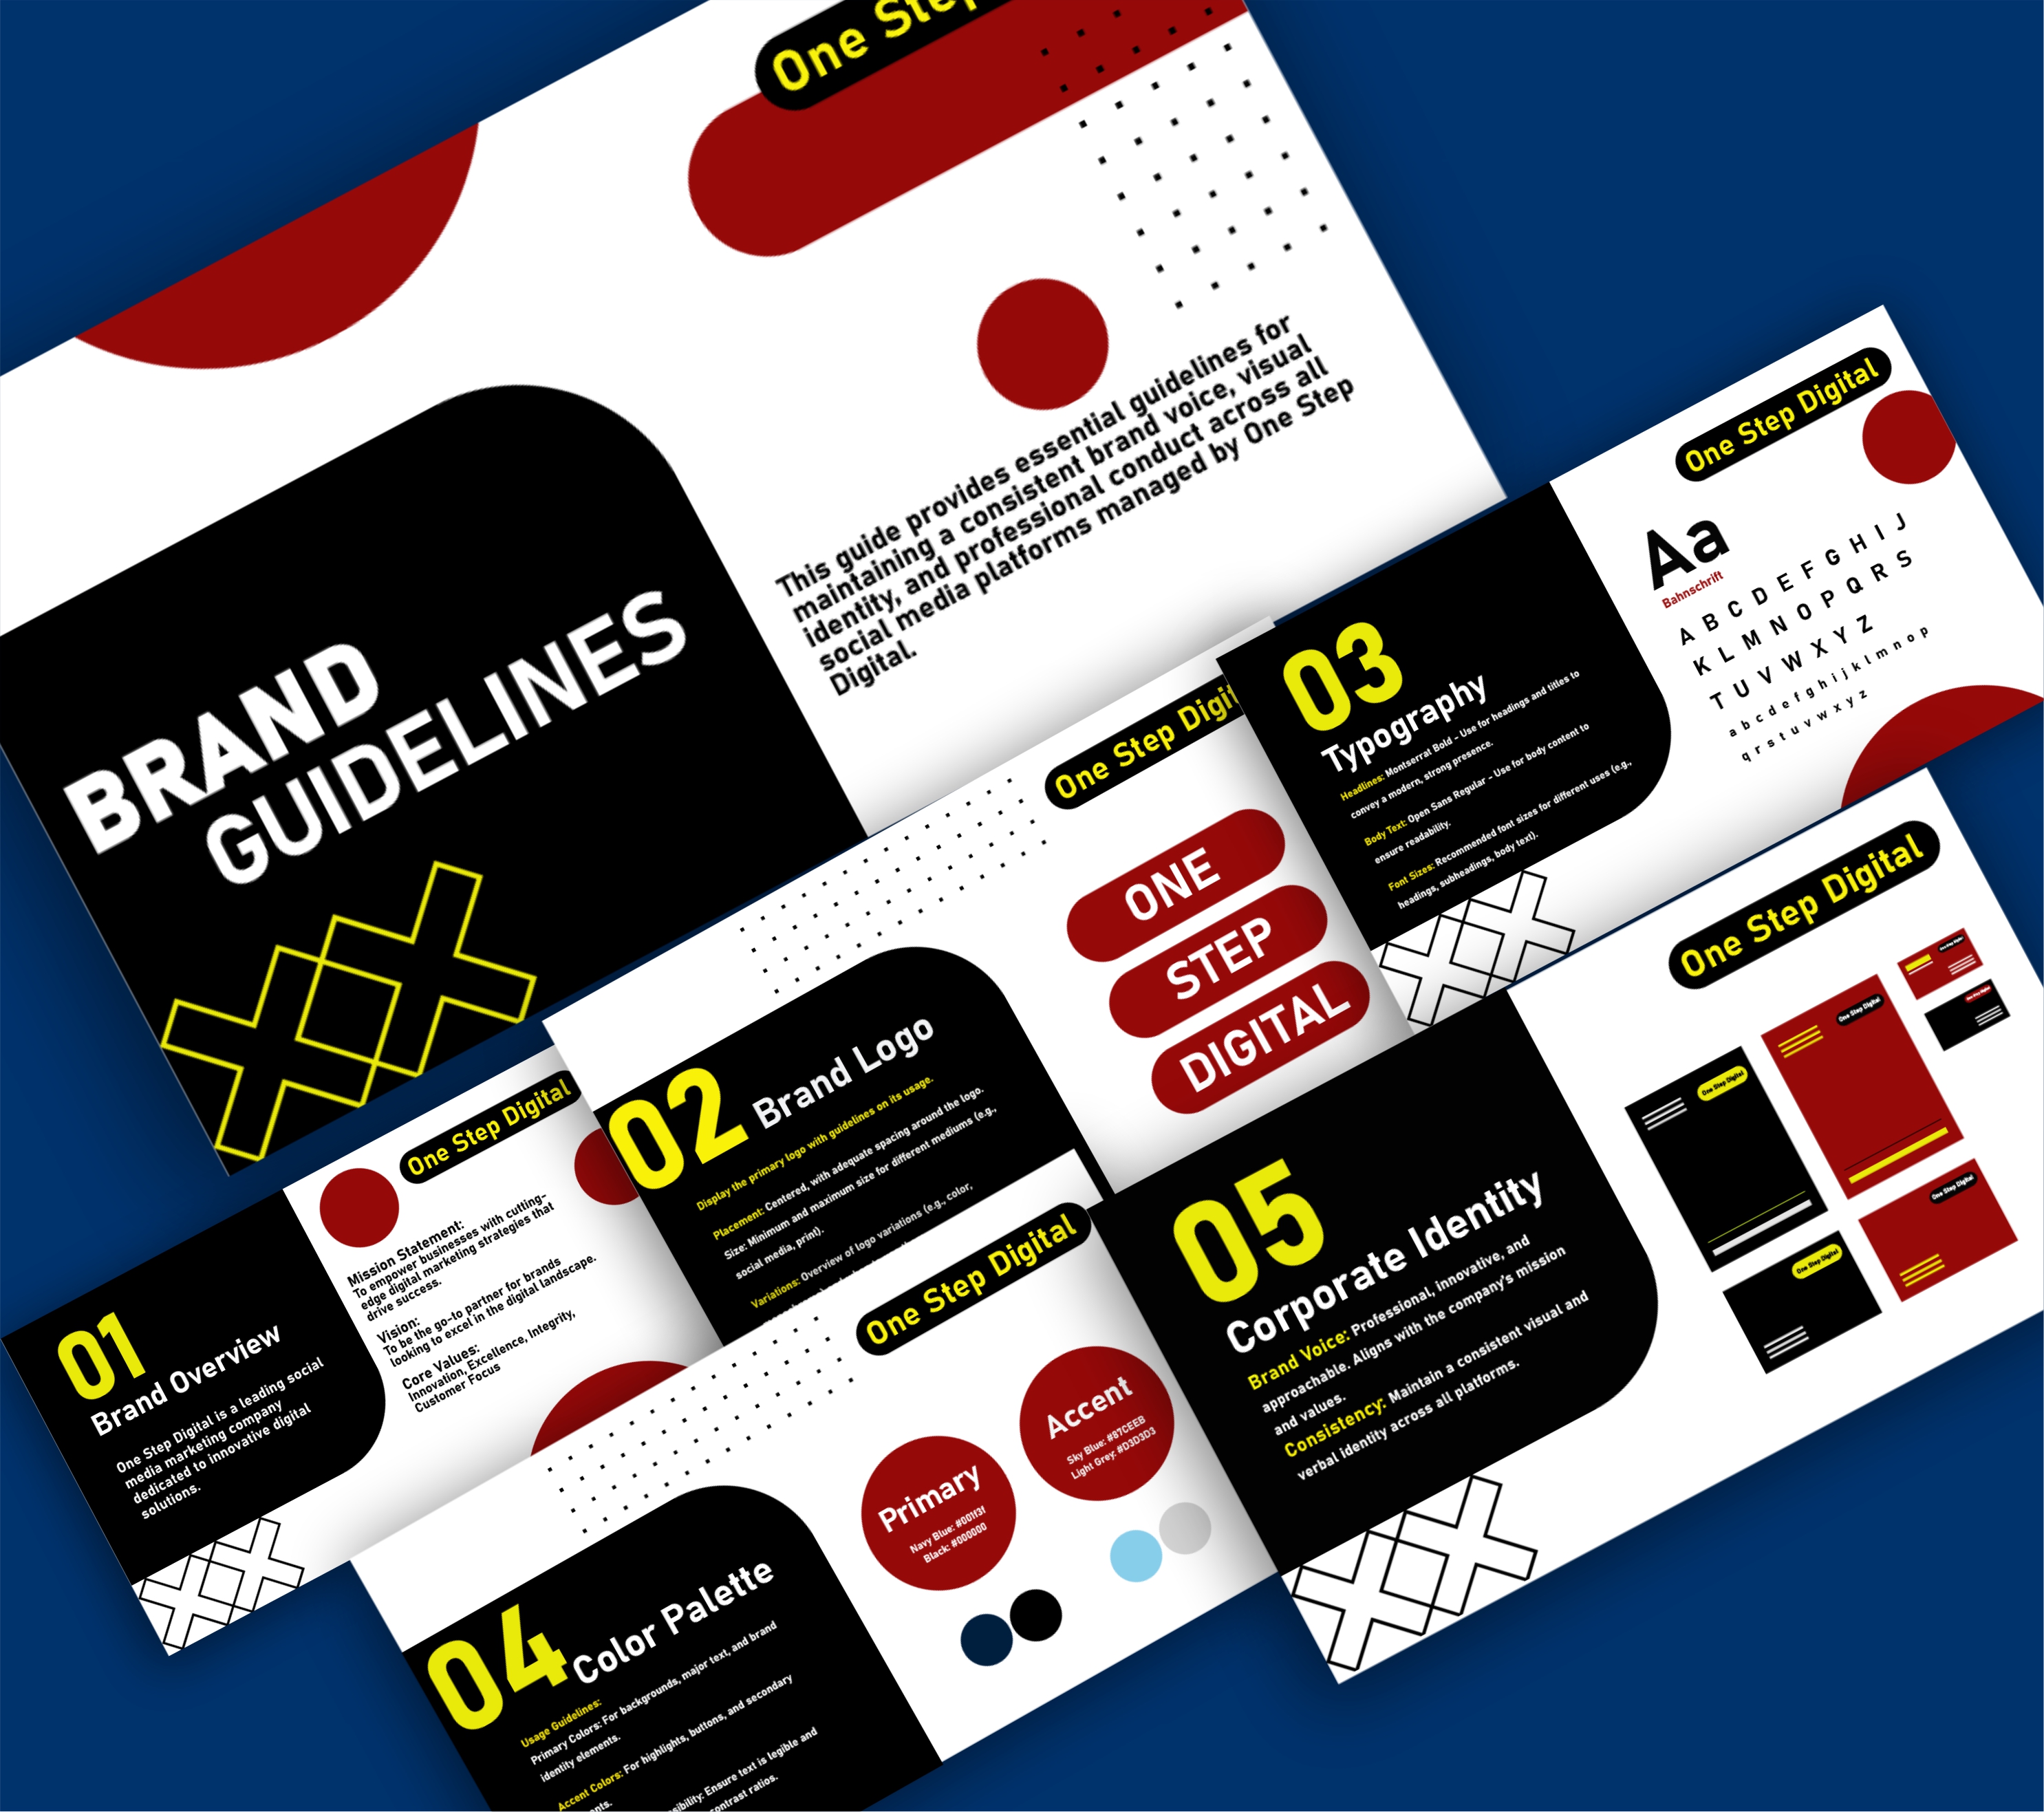 One Step
BRAND
GUIDELINES
This guide provides essential guidelines for
maintaining a consistent brand voice, visual
identity, and professional conduct across all
social media platforms managed by One Step
Digital.
01
Brand Overview
One Step Digital is a leading social
media marketing company
dedicated to innovative digital
solutions.
One Step Digital
Mission Statement:
To empower businesses with cutting-
edge digital marketing strategies that
drive success.
Vision:
To be the go-to partner for brands
looking to excel in the digital landscape.
Core Values:
Innovation, Excellence, Integrity,
Customer Focus
02
Brand Logo
Display the primary logo with guidelines on its usage.
Placement: Centered, with adequate spacing around the logo.
Size: Minimum and maximum size for different mediums (e.g.,
social media, print).
Variations: Overview of logo variations (e.g., color,
One Step Digit
ONE
STEP
DIGITAL
03
Typography
Headlines: Montserrat Bold – Use for headings and titles to
convey a modern, strong presence.
Body Text: Open Sans Regular – Use for body content to
ensure readability.
Font Sizes: Recommended font sizes for different uses (e.g.,
headings, subheadings, body text).
One Step Digital
Aa
Bahnschrift
A B C D E F G H I J
K L M N O P Q R S
T U V W X Y Z
a b c d e f g h i j k l m n o p
q r s t u v w x y z
04
Color Palette
Usage Guidelines:
Primary Colors: For backgrounds, major text, and brand
identity elements.
Accent Colors: For highlights, buttons, and secondary
nts.
sibility: Ensure text is legible and
contrast ratios.
One Step Digital
Primary
Navy Blue: #001f3f
Black: #000000
Accent
Sky Blue: #87CEEB
Light Grey: #D3D3D3
05
Corporate Identity
Brand Voice: Professional, innovative, and
approachable. Aligns with the company's mission
and values.
Consistency: Maintain a consistent visual and
verbal identity across all platforms.
One Step Digital
One Step Digital
One Step Digital
One Step Digital
One Step Digital
One Step Digital
One Step Digital